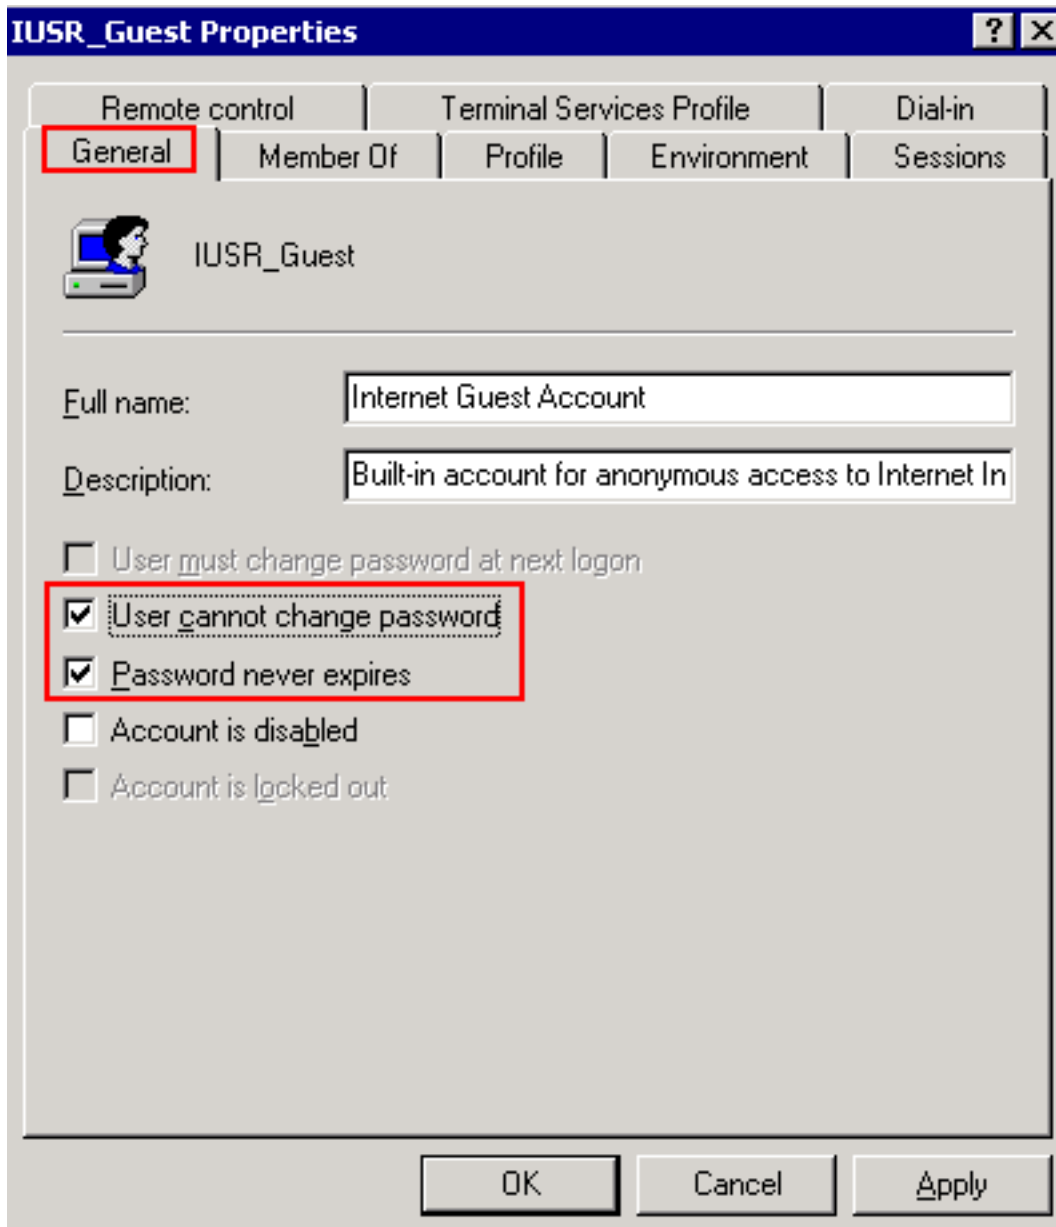 IUSR_Guest Properties
Remote control Terminal Services Profile Dial-in
General Member Of Profile Environment Sessions
IUSR_Guest
Full name: Internet Guest Account
Description: Built-in account for anonymous access to Internet In
User must change password at next logon
User cannot change password
Password never expires
Account is disabled
Account is locked out
OK Cancel Apply